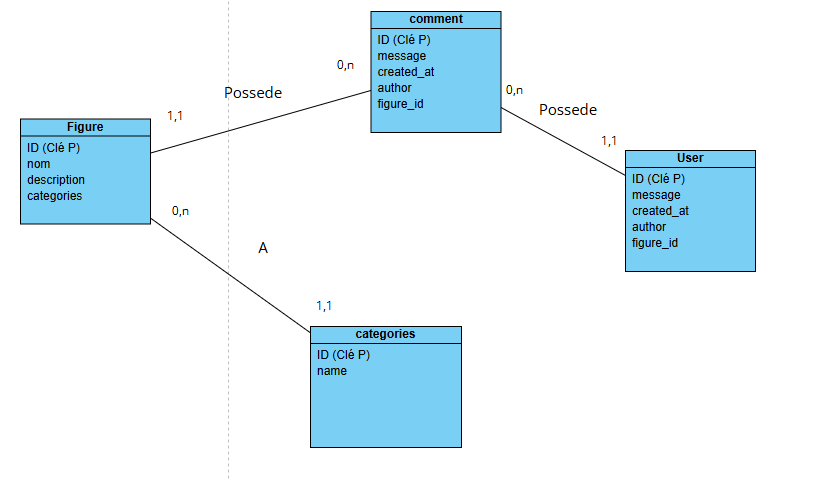 comment
ID (Clé P)
message
created_at
author
figure_id
0,n
Possede
1,1
0,n
Possede
1,1
Figure
ID (Clé P)
nom
description
categories
User
ID (Clé P)
message
created_at
author
figure_id
0,n
A
1,1
categories
ID (Clé P)
name